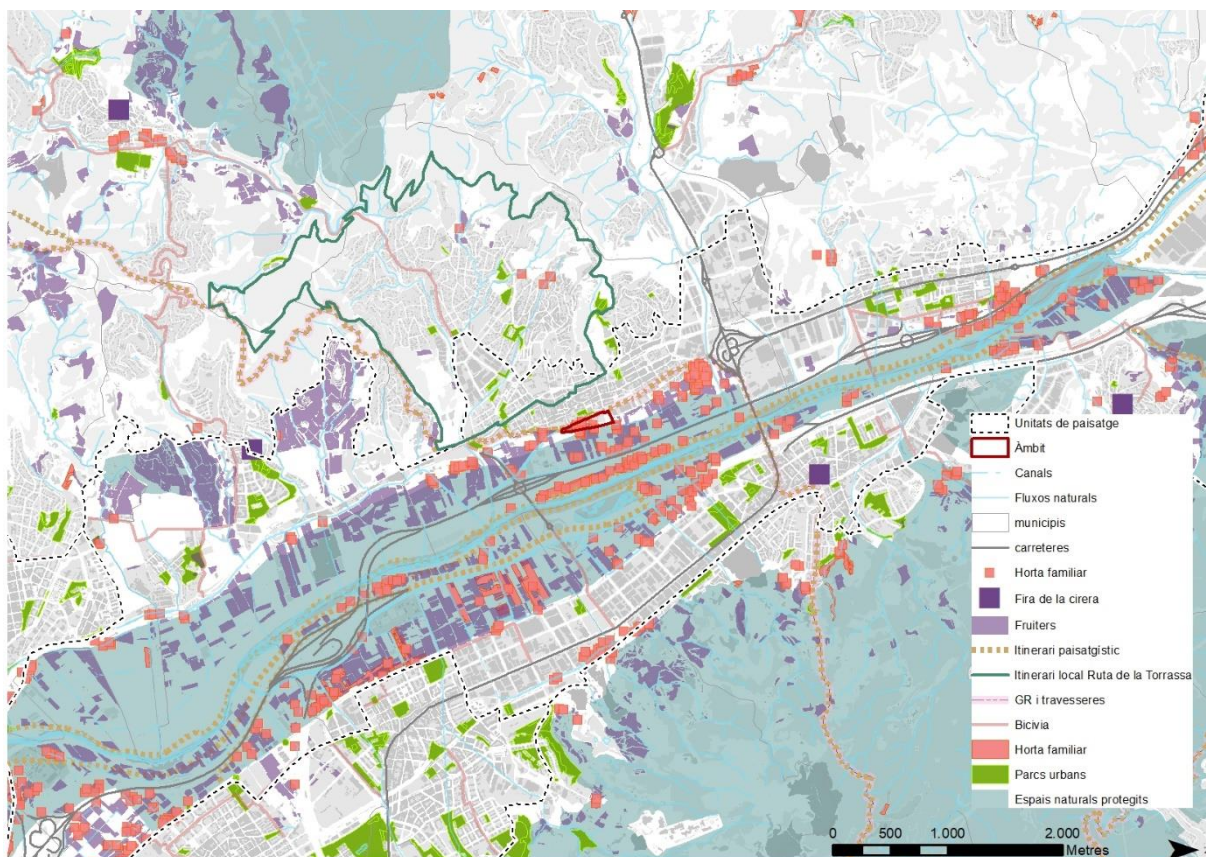 Unitats de paisatge
Àmbit
Canals
Fluxos naturals
municipis
carreteres
Horta familiar
Fira de la cirera
Fruiters
Itinerari paisatgístic
Itinerari local Ruta de la Torrassa
GR i travesseres
Bicivia
Horta familiar
Parcs urbans
Espais naturals protegits
0 500 1.000 2.000
Metres